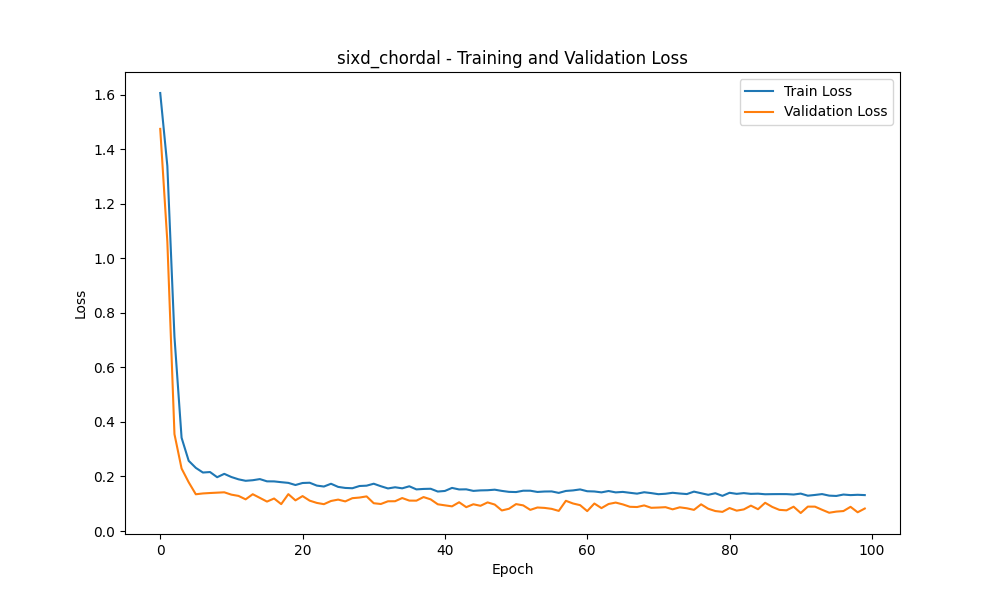 sixd_chordal - Training and Validation Loss
Train Loss
Validation Loss
1.6
1.4
1.2
1.0
0.8
0.6
0.4
0.2
0.0
Loss
0 20 40 60 80 100
Epoch